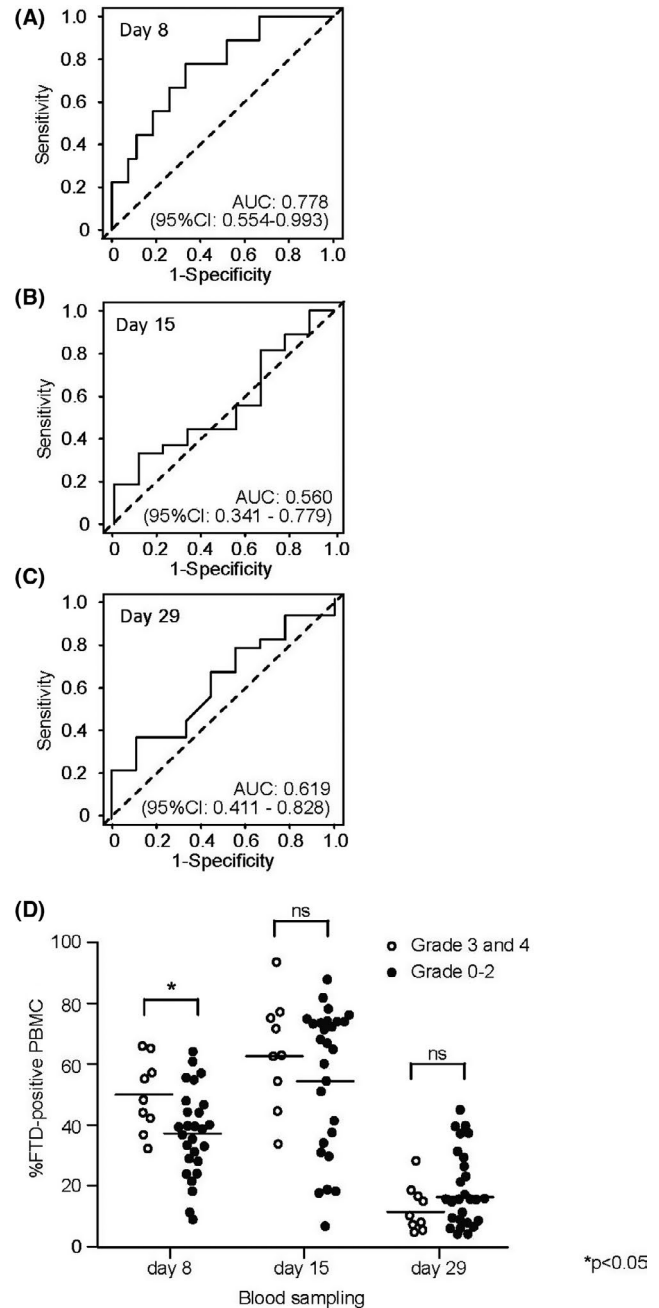 (A)
Day 8
1.0
0.8
0.6
0.4
0.2
0
Sensitivity
AUC: 0.778
(95%CI: 0.554-0.993)
0 0.2 0.4 0.6 0.8 1.0
1-Specificity
(B)
Day 15
1.0
0.8
0.6
0.4
0.2
0
Sensitivity
AUC: 0.560
(95%CI: 0.341 - 0.779)
0 0.2 0.4 0.6 0.8 1.0
1-Specificity
(C)
Day 29
1.0
0.8
0.6
0.4
0.2
0
Sensitivity
AUC: 0.619
(95%CI: 0.411 - 0.828)
0 0.2 0.4 0.6 0.8 1.0
1-Specificity
(D)
ns
Grade 3 and 4
Grade 0-2
*
ns
100
80
60
40
20
0
%FTD-positive PBMC
day 8 day 15 day 29
Blood sampling
*p<0.05